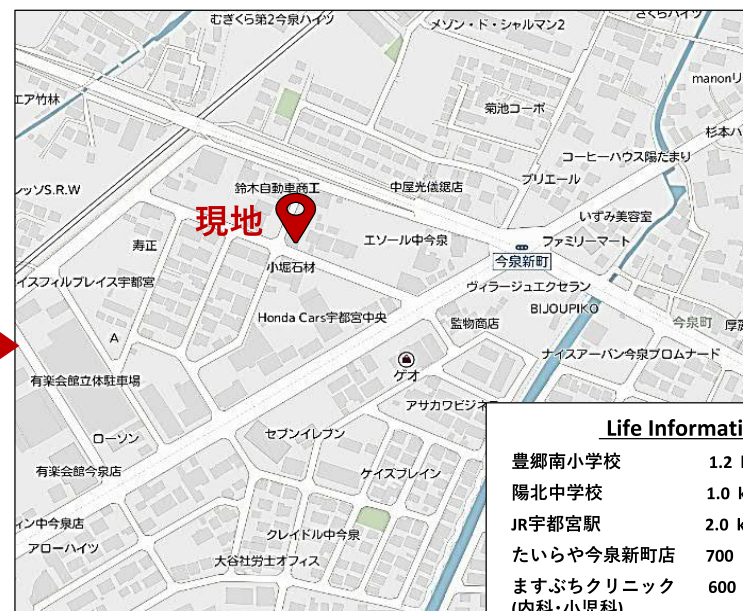 むぎくら第2今泉ハイツ
メゾン・ド・シャルマン2
さくらハイツ
manonリ
エア竹林
菊池コーポ
杉本ハ
コーヒーハウス陽だまり
レッソS.R.W
鈴木自動車商工
中屋光儀鋸店
プリエール
現地
いずみ美容室
寿正
エソール中今泉
ファミリーマート
今泉新町
小堀石材
イスフィルプレイス宇都宮
ヴィラージュエクセラン
BIJOUPIKO
Honda Cars宇都宮中央
監物商店
今泉町
A
ナイスアーバン今泉プロムナード
ゲオ
有楽会館立体駐車場
アサカワビジネ
ローソン
セブンイレブン
有楽会館今泉店
ケイズブレイン
ィン中今泉店
クレイドル中今泉
アローハイツ
大谷社労士オフィス
Life Informati
豊郷南小学校 1.2 k
陽北中学校 1.0 k
JR宇都宮駅 2.0 k
たいらや今泉新町店 700
ますぶちクリニック 600
(内科・小児科)